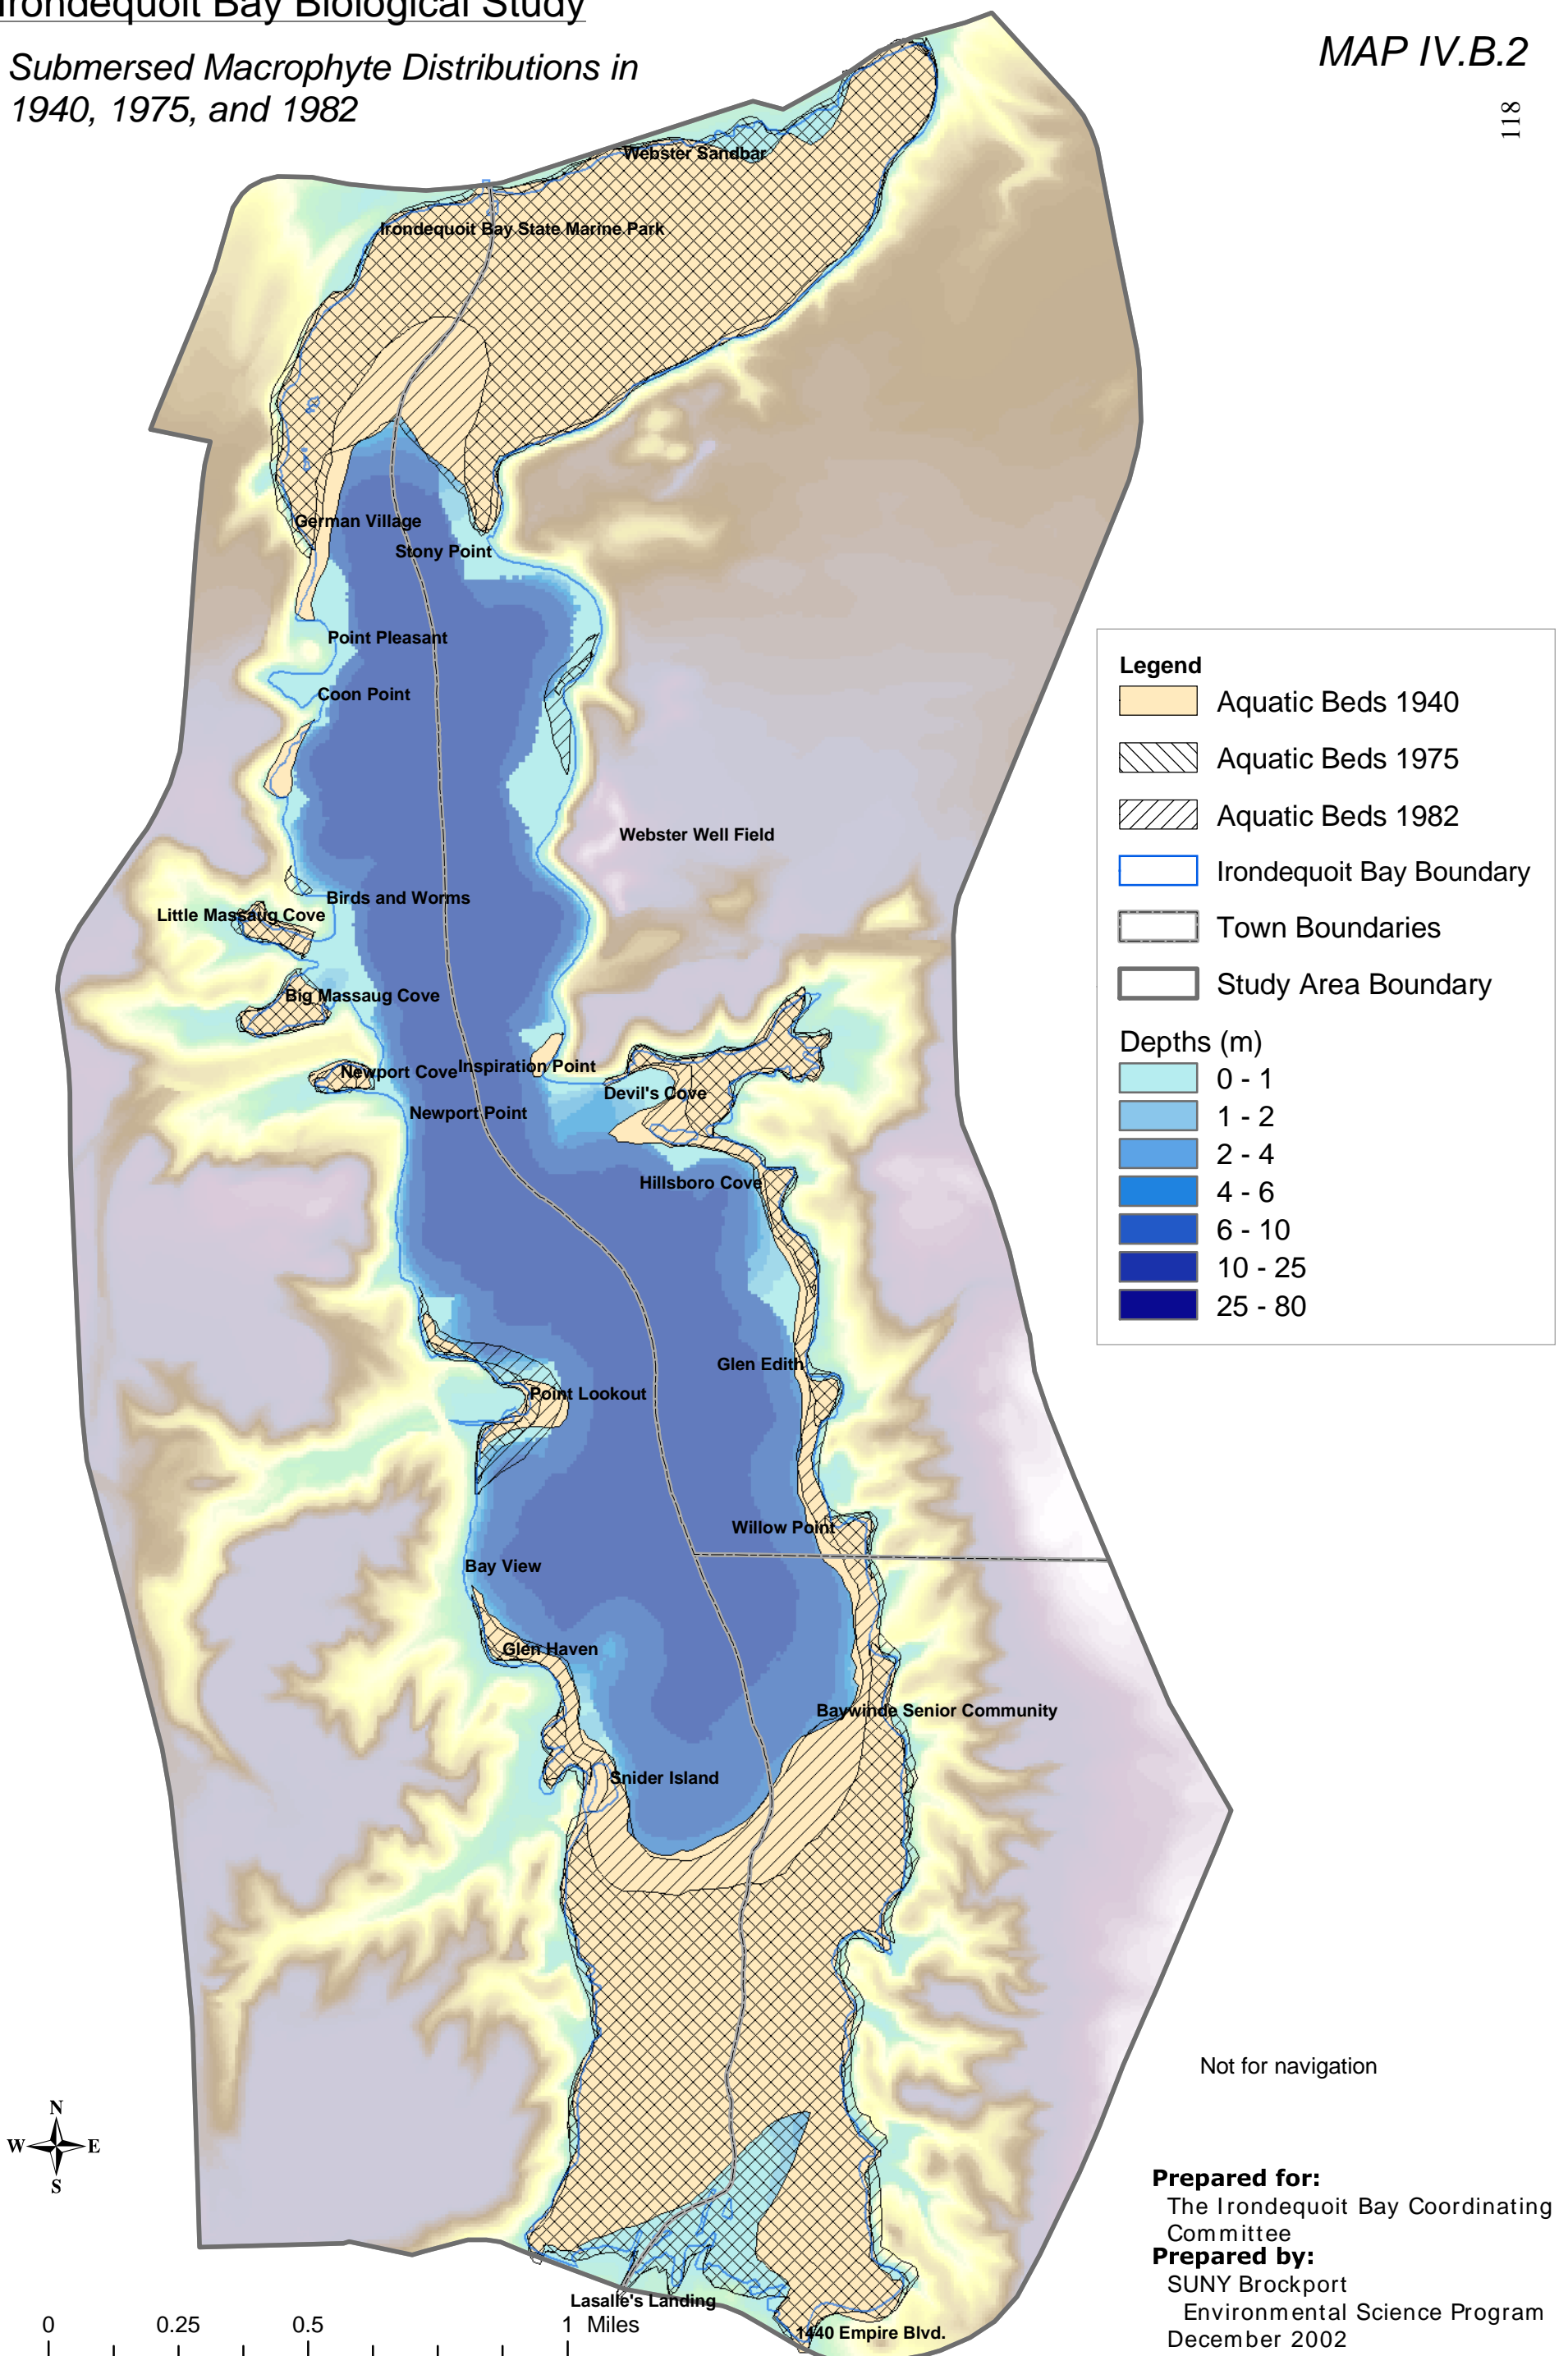 Irondequoit Bay Biological Study
Submersed Macrophyte Distributions in
1940, 1975, and 1982
MAP IV.B.2
118
Webster Sandbar
Irondequoit Bay State Marine Park
German Village
Stony Point
Point Pleasant
Coon Point
Webster Well Field
Birds and Worms
Little Massaug Cove
Big Massaug Cove
Inspiration Point
Newport Cove
Devil's Cove
Newport Point
Hillsboro Cove
Glen Edith
Point Lookout
Willow Point
Bay View
Glen Haven
Baywinde Senior Community
Snider Island
Lasalle's Landing
1440 Empire Blvd.
Legend
Aquatic Beds 1940
Aquatic Beds 1975
Aquatic Beds 1982
Irondequoit Bay Boundary
Town Boundaries
Study Area Boundary
Depths (m)
0 - 1
1 - 2
2 - 4
4 - 6
6 - 10
10 - 25
25 - 80
Not for navigation
N
W E
S
Prepared for:
The Irondequoit Bay Coordinating
Committee
Prepared by:
SUNY Brockport
Environmental Science Program
December 2002
0 0.25 0.5 1 Miles